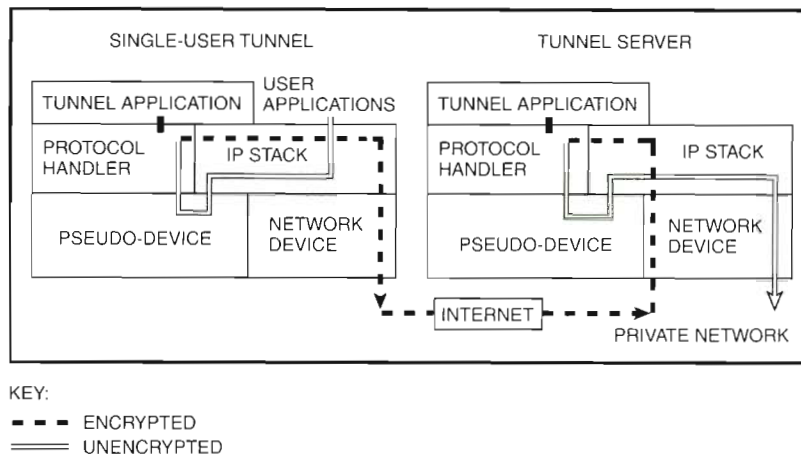 SINGLE-USER TUNNEL
TUNNEL APPLICATION
USER
APPLICATIONS
PROTOCOL
HANDLER
IP STACK
PSEUDO-DEVICE
NETWORK
DEVICE
TUNNEL SERVER
TUNNEL APPLICATION
PROTOCOL
HANDLER
IP STACK
PSEUDO-DEVICE
NETWORK
DEVICE
INTERNET
PRIVATE NETWORK
KEY:
ENCRYPTED
UNENCRYPTED